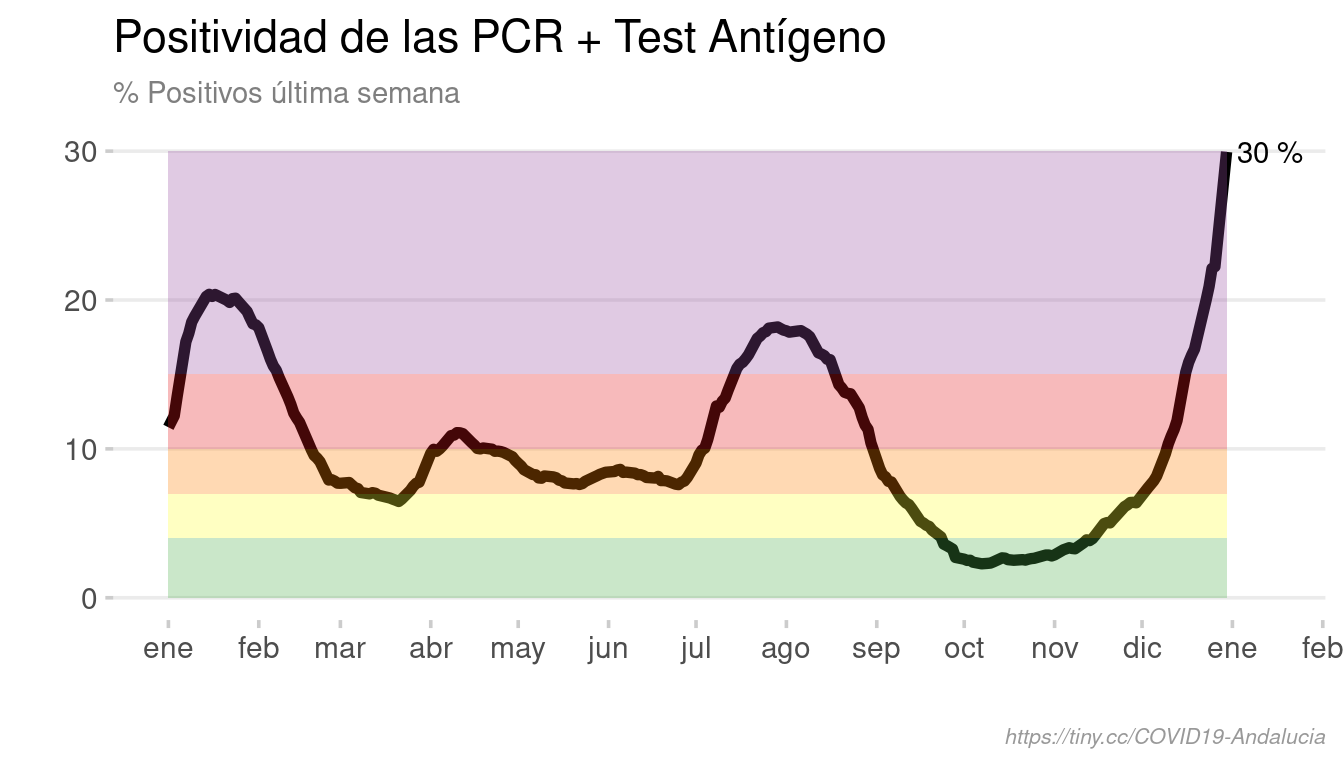 Positividad de las PCR + Test Antígeno
% Positivos última semana
30
30 %
20
10
0
ene feb mar abr may jun jul ago sep oct nov dic ene feb
https://tiny.cc/COVID19-Andalucia